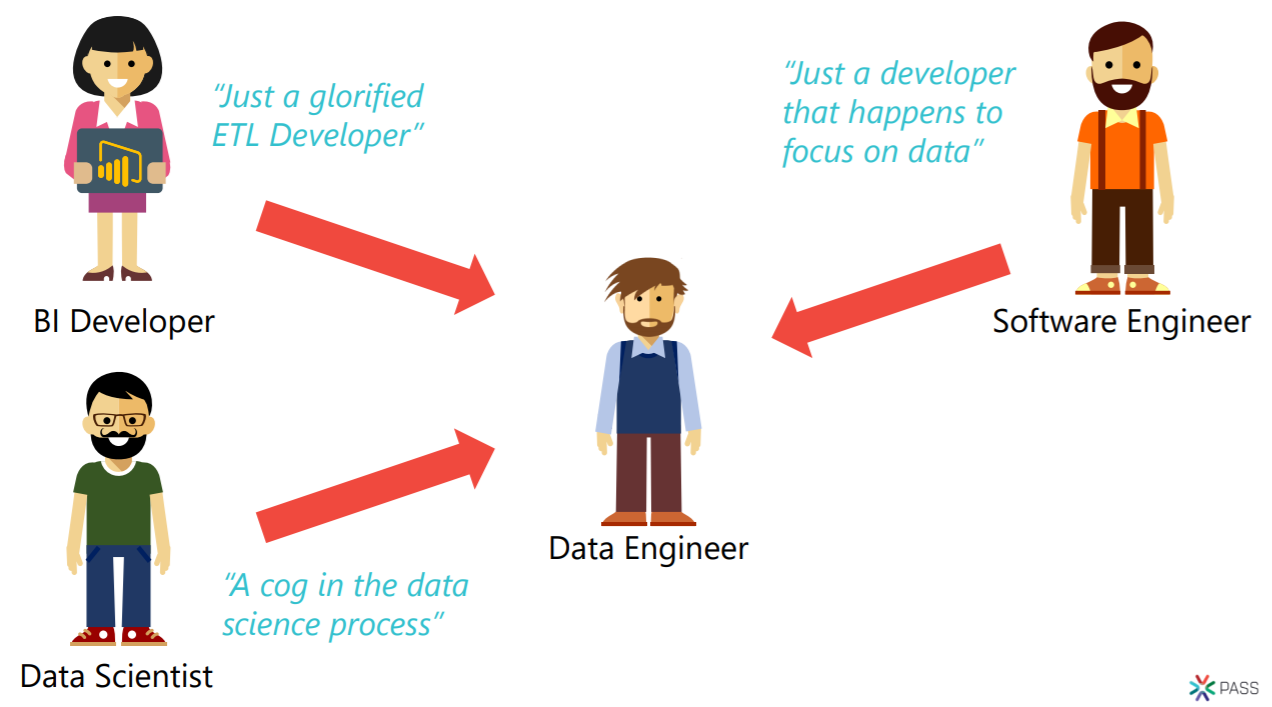 “Just a glorified
ETL Developer”
BI Developer
“Just a developer
that happens to
focus on data”
Software Engineer
Data Engineer
“A cog in the data
science process”
Data Scientist
PASS